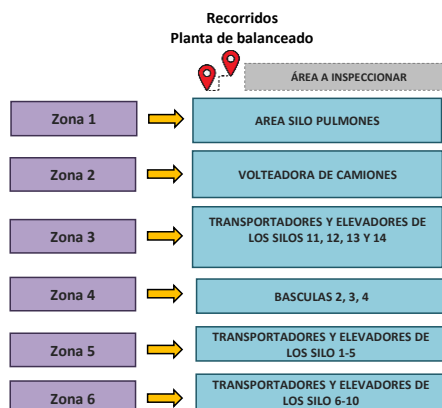 Recorridos
Planta de balanceado
ÁREA A INSPECCIONAR
Zona 1
AREA SILO PULMONES
Zona 2
VOLTEADORA DE CAMIONES
Zona 3
TRANSPORTADORES Y ELEVADORES DE
LOS SILOS 11, 12, 13 Y 14
Zona 4
BASCULAS 2, 3, 4
Zona 5
TRANSPORTADORES Y ELEVADORES DE
LOS SILO 1-5
Zona 6
TRANSPORTADORES Y ELEVADORES DE
LOS SILO 6-10